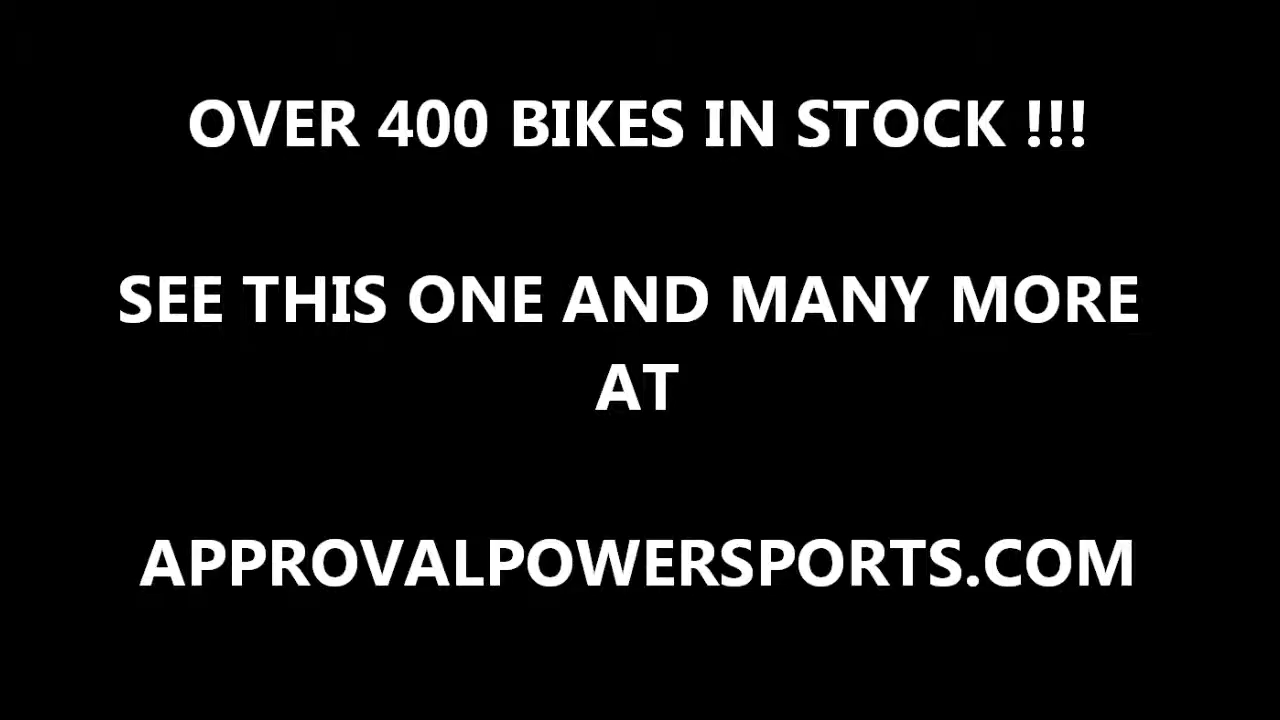 OVER 400 BIKES IN STOCK !!!
SEE THIS ONE AND MANY MORE
AT
APPROVALPOWERSPORTS.COM